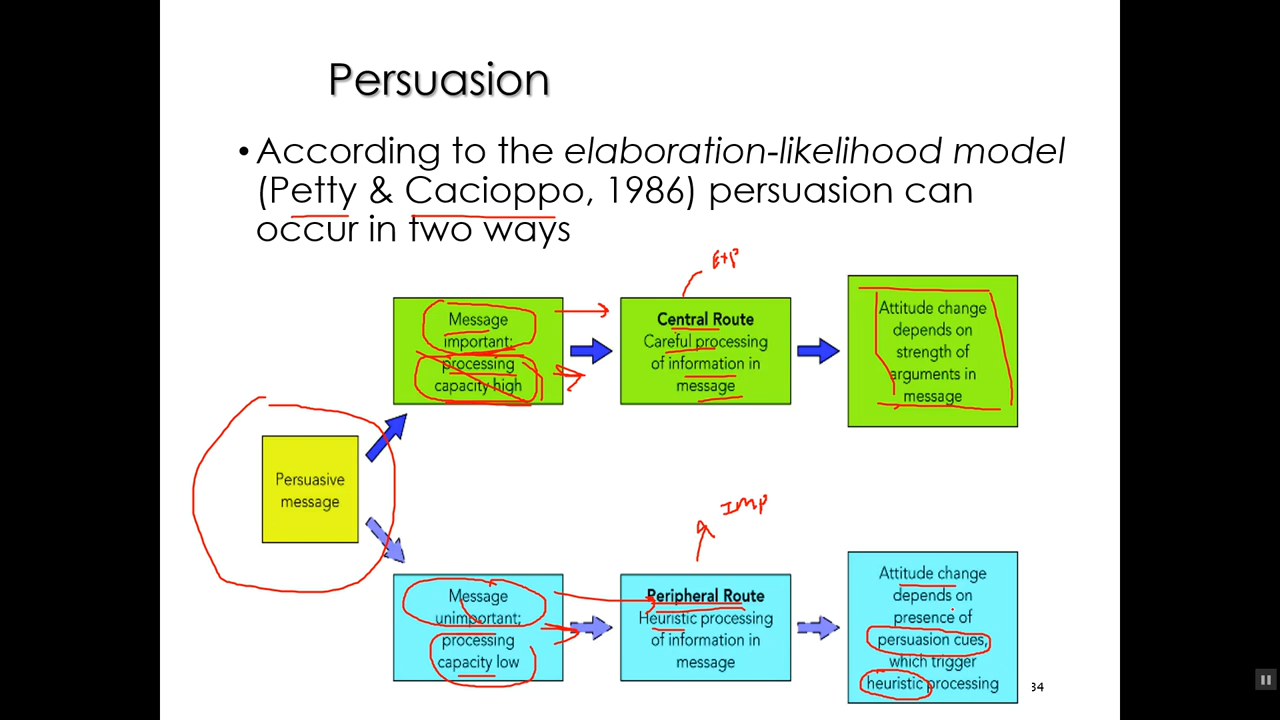 Persuasion
• According to the elaboration-likelihood model
(Petty & Cacioppo, 1986) persuasion can
occur in two ways
Exp
Message
important;
processing
capacity high
Central Route
Careful processing
of information in
message
Attitude change
depends on
strength of
arguments in
message
Persuasive
message
Imp
Message
unimportant;
processing
capacity low
Peripheral Route
Heuristic processing
of information in
message
Attitude change
depends on
presence of
persuasion cues,
which trigger
heuristic processing
34